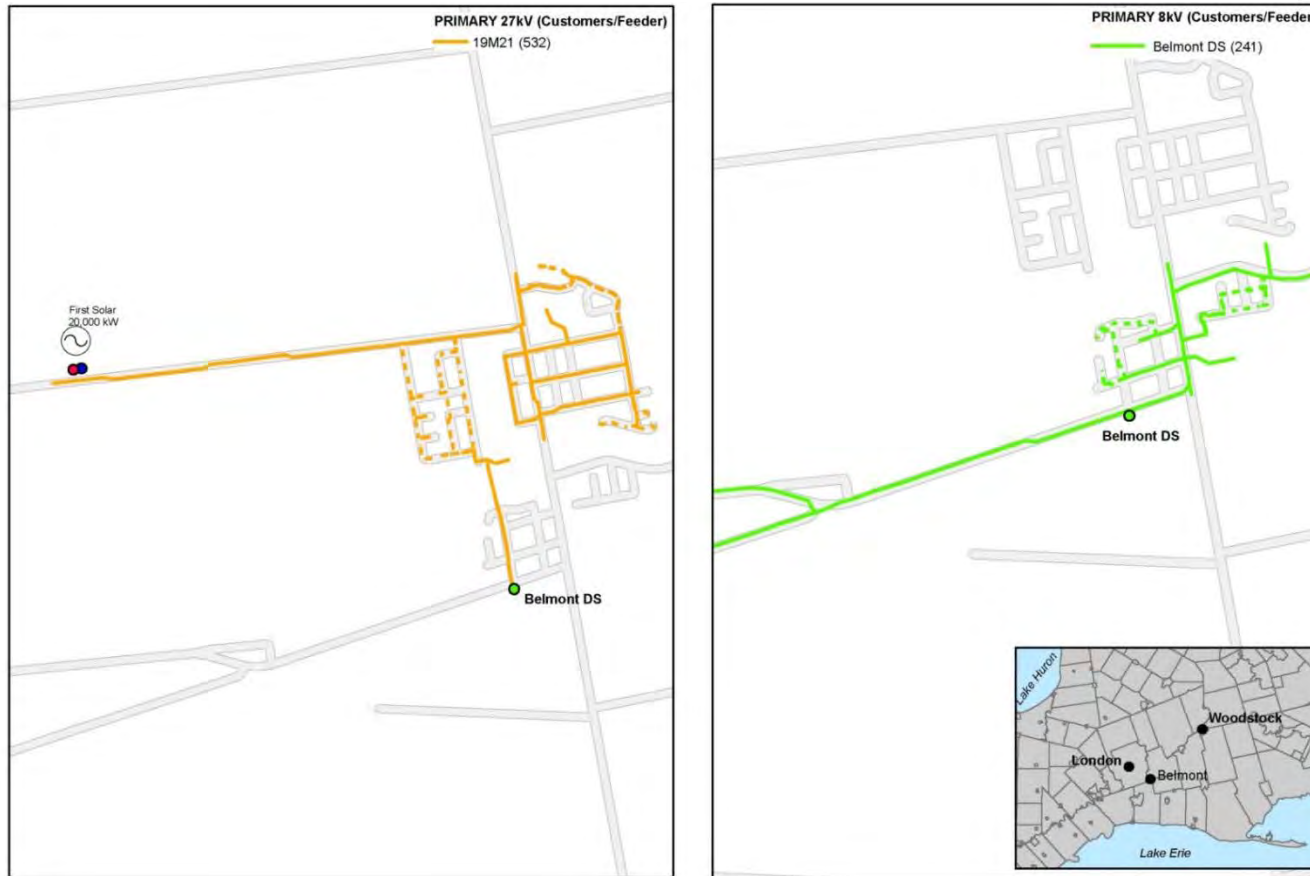 PRIMARY 27kV (Customers/Feeder)
19M21 (532)
First Solar
20,000 kW
Belmont DS
PRIMARY 8kV (Customers/Feeder
Belmont DS (241)
Belmont DS
Lake Huron
Woodstock
London
Belmont
Lake Erie